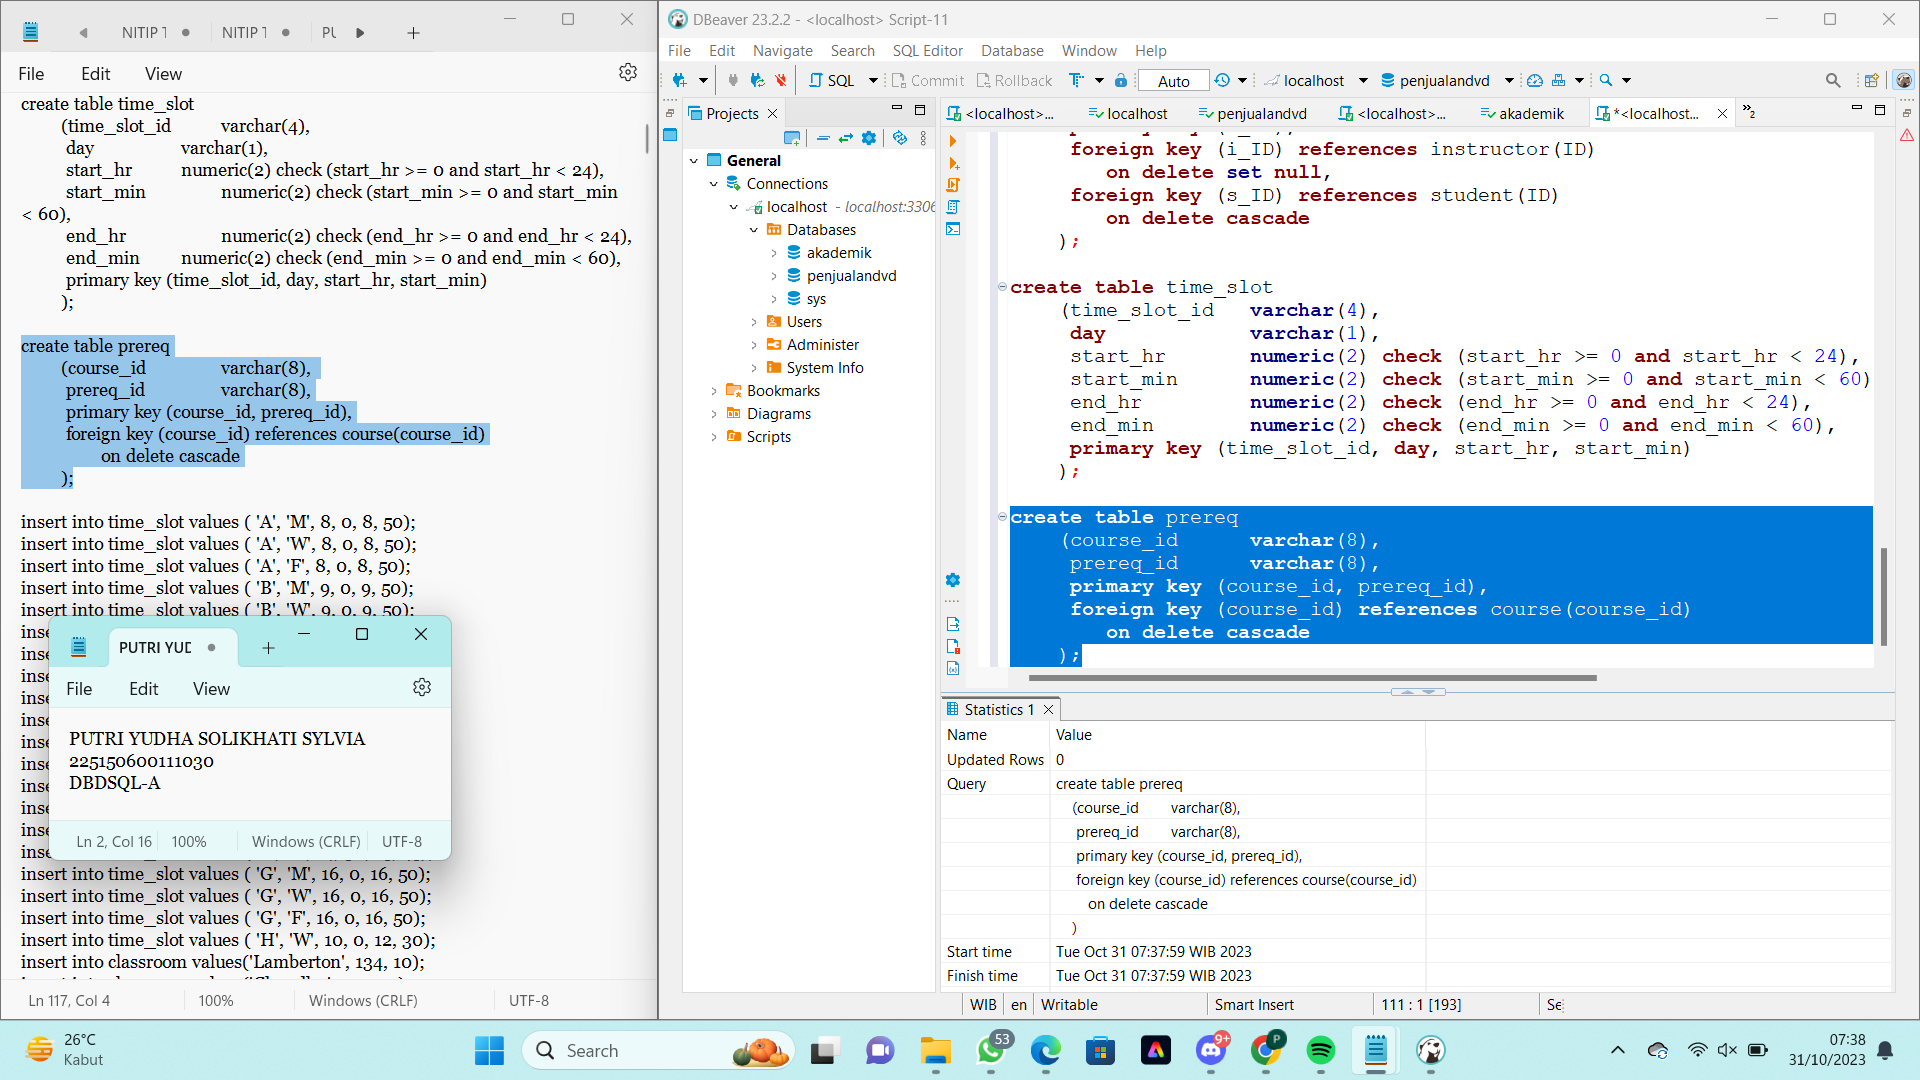 NITIP T
NITIP T
PU
File
Edit
View
create table time_slot
(time_slot_id varchar(4),
day varchar(1),
start_hr numeric(2) check (start_hr >= 0 and start_hr < 24),
start_min numeric(2) check (start_min >= 0 and start_min
< 60),
end_hr numeric(2) check (end_hr >= 0 and end_hr < 24),
end_min numeric(2) check (end_min >= 0 and end_min < 60),
primary key (time_slot_id, day, start_hr, start_min)
);
create table prereq
(course_id varchar(8),
prereq_id varchar(8),
primary key (course_id, prereq_id),
foreign key (course_id) references course(course_id)
on delete cascade
);
insert into time_slot values ( 'A', 'M', 8, 0, 8, 50);
insert into time_slot values ( 'A', 'W', 8, 0, 8, 50);
insert into time_slot values ( 'A', 'F', 8, 0, 8, 50);
insert into time_slot values ( 'B', 'M', 9, 0, 9, 50);
insert into time_slot values ( 'B', 'W', 9, 0, 9, 50);
PUTRI YUD
File
Edit
View
PUTRI YUDHA SOLIKHATI SYLVIA
225150600111030
DBDSQL-A
Ln 2, Col 16
100%
Windows (CRLF)
UTF-8
insert into time_slot values ( 'G', 'M', 16, 0, 16, 50);
insert into time_slot values ( 'G', 'W', 16, 0, 16, 50);
insert into time_slot values ( 'G', 'F', 16, 0, 16, 50);
insert into time_slot values ( 'H', 'W', 10, 0, 12, 30);
insert into classroom values('Lamberton', 134, 10);
Ln 117, Col 4
100%
Windows (CRLF)
UTF-8
DBeaver 23.2.2 - <localhost> Script-11
File Edit Navigate Search SQL Editor Database Window Help
SQL
Commit
Rollback
Auto
localhost
penjualandvd
Projects
<localhost>...
localhost
penjualandvd
<localhost>...
akademik
*<localhost...
»2
General
Connections
localhost - localhost:3306
Databases
akademik
penjualandvd
sys
Users
Administer
System Info
Bookmarks
Diagrams
Scripts
foreign key (i_ID) references instructor(ID)
on delete set null,
foreign key (s_ID) references student(ID)
on delete cascade
);
create table time_slot
(time_slot_id varchar(4),
day varchar(1),
start_hr numeric(2) check (start_hr >= 0 and start_hr < 24),
start_min numeric(2) check (start_min >= 0 and start_min < 60)
end_hr numeric(2) check (end_hr >= 0 and end_hr < 24),
end_min numeric(2) check (end_min >= 0 and end_min < 60),
primary key (time_slot_id, day, start_hr, start_min)
);
create table prereq
(course_id varchar(8),
prereq_id varchar(8),
primary key (course_id, prereq_id),
foreign key (course_id) references course(course_id)
on delete cascade
);
Statistics 1
Name Value
Updated Rows 0
Query create table prereq
(course_id varchar(8),
prereq_id varchar(8),
primary key (course_id, prereq_id),
foreign key (course_id) references course(course_id)
on delete cascade
)
Start time Tue Oct 31 07:37:59 WIB 2023
Finish time Tue Oct 31 07:37:59 WIB 2023
WIB
en
Writable
Smart Insert
111 : 1 [193]
26°C
Kabut
Search
53
9+
P
07:38
31/10/2023